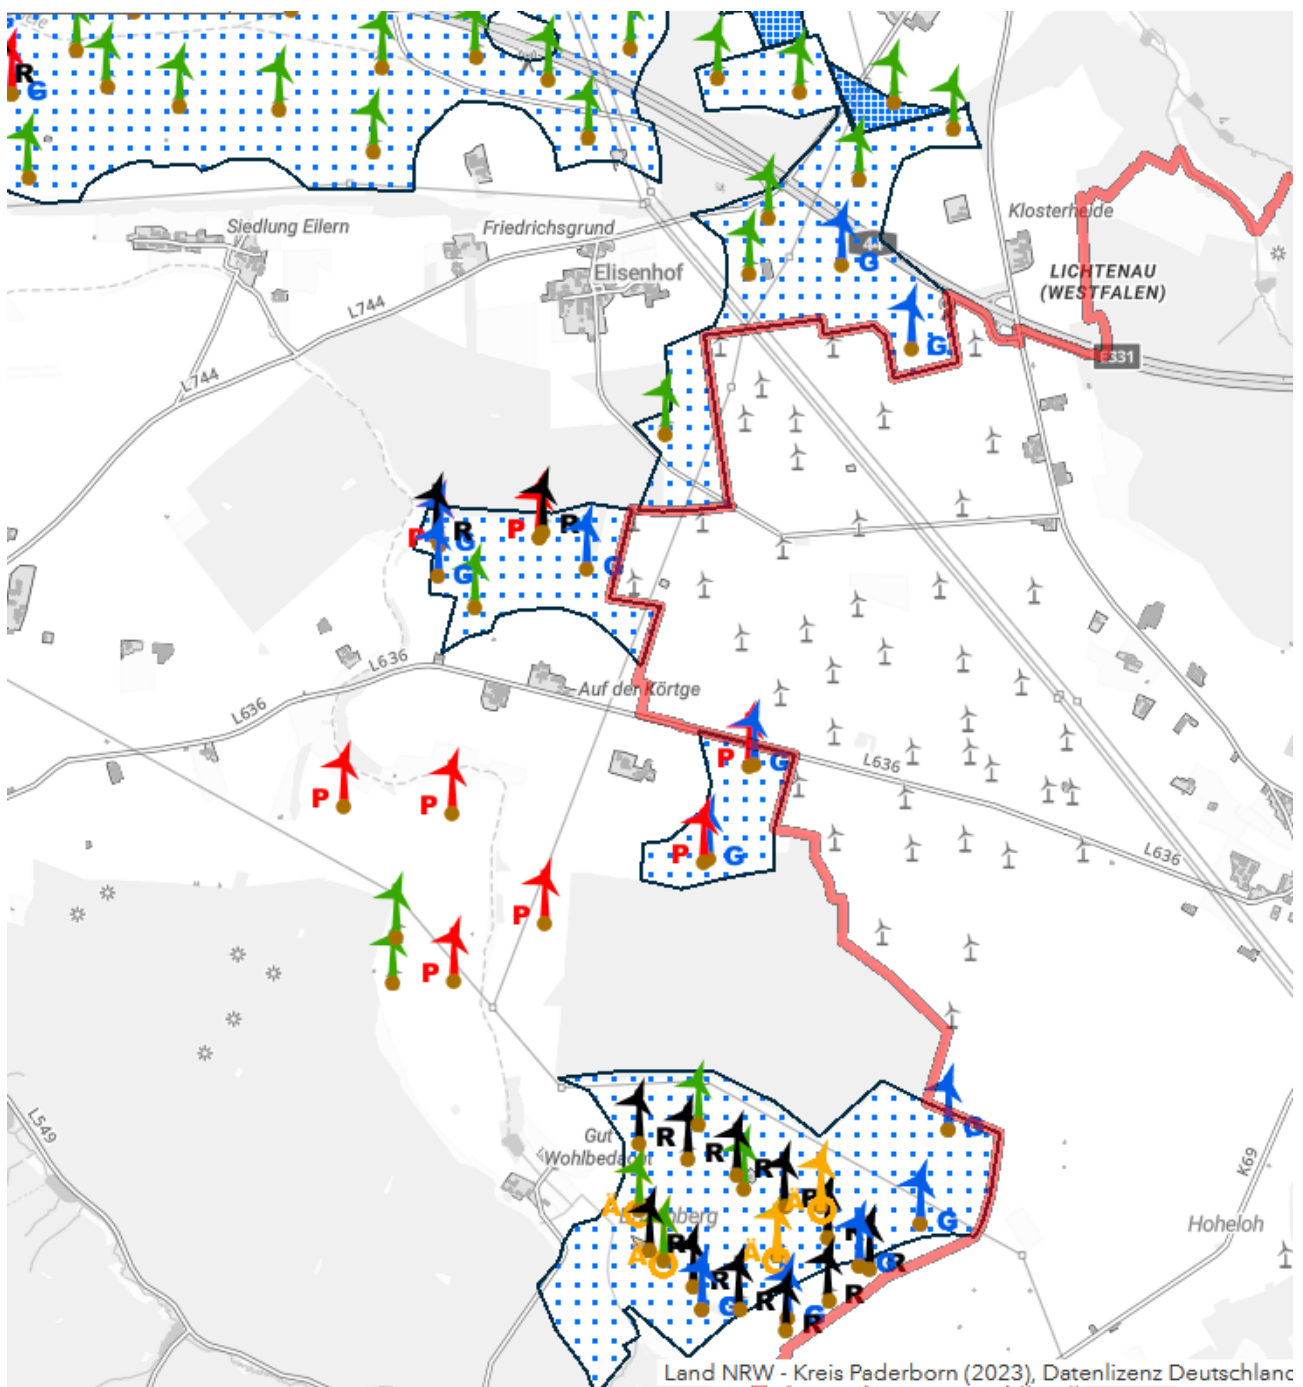 R
G
Siedlung Eilern
Friedrichsgrund
Elisenhof
L744
L744
Klosterheide
LICHTENAU
(WESTFALEN)
44
G
G
E331
P
R
G
G
P
R
G
L636
L636
Auf der Körtge
P
G
L636
L636
P
G
P
P
P
P
L549
K69
Hoheloh
Gut
Wohlbedacht
R
R
R
R
Ä
Ä
Ä
Ä
G
G
G
R
R
R
R
R
G
G
R
Land NRW - Kreis Paderborn (2023), Datenlizenz Deutschland